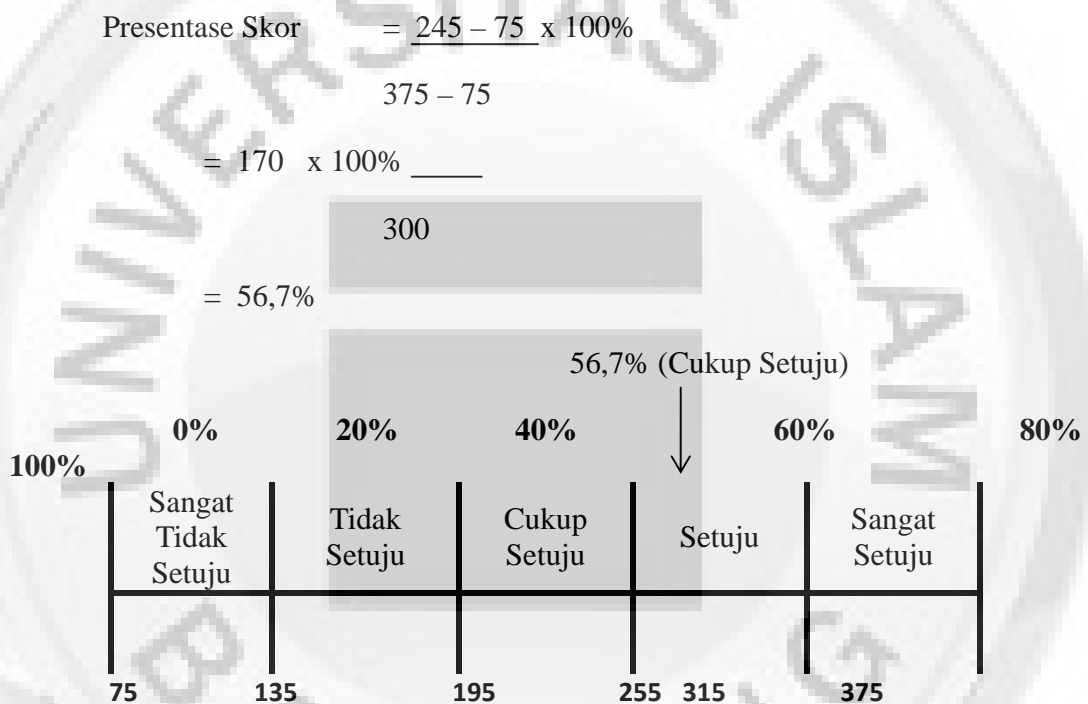 Presentase Skor = 245 – 75 x 100%
375 – 75
= 170 x 100%
300
= 56,7%
56,7% (Cukup Setuju)
0% 20% 40% 60% 80%
100%
Sangat Tidak Setuju
Tidak Setuju
Cukup Setuju
Setuju
Sangat Setuju
75 135 195 255 315 375
UNIVERSITAS ISLAM